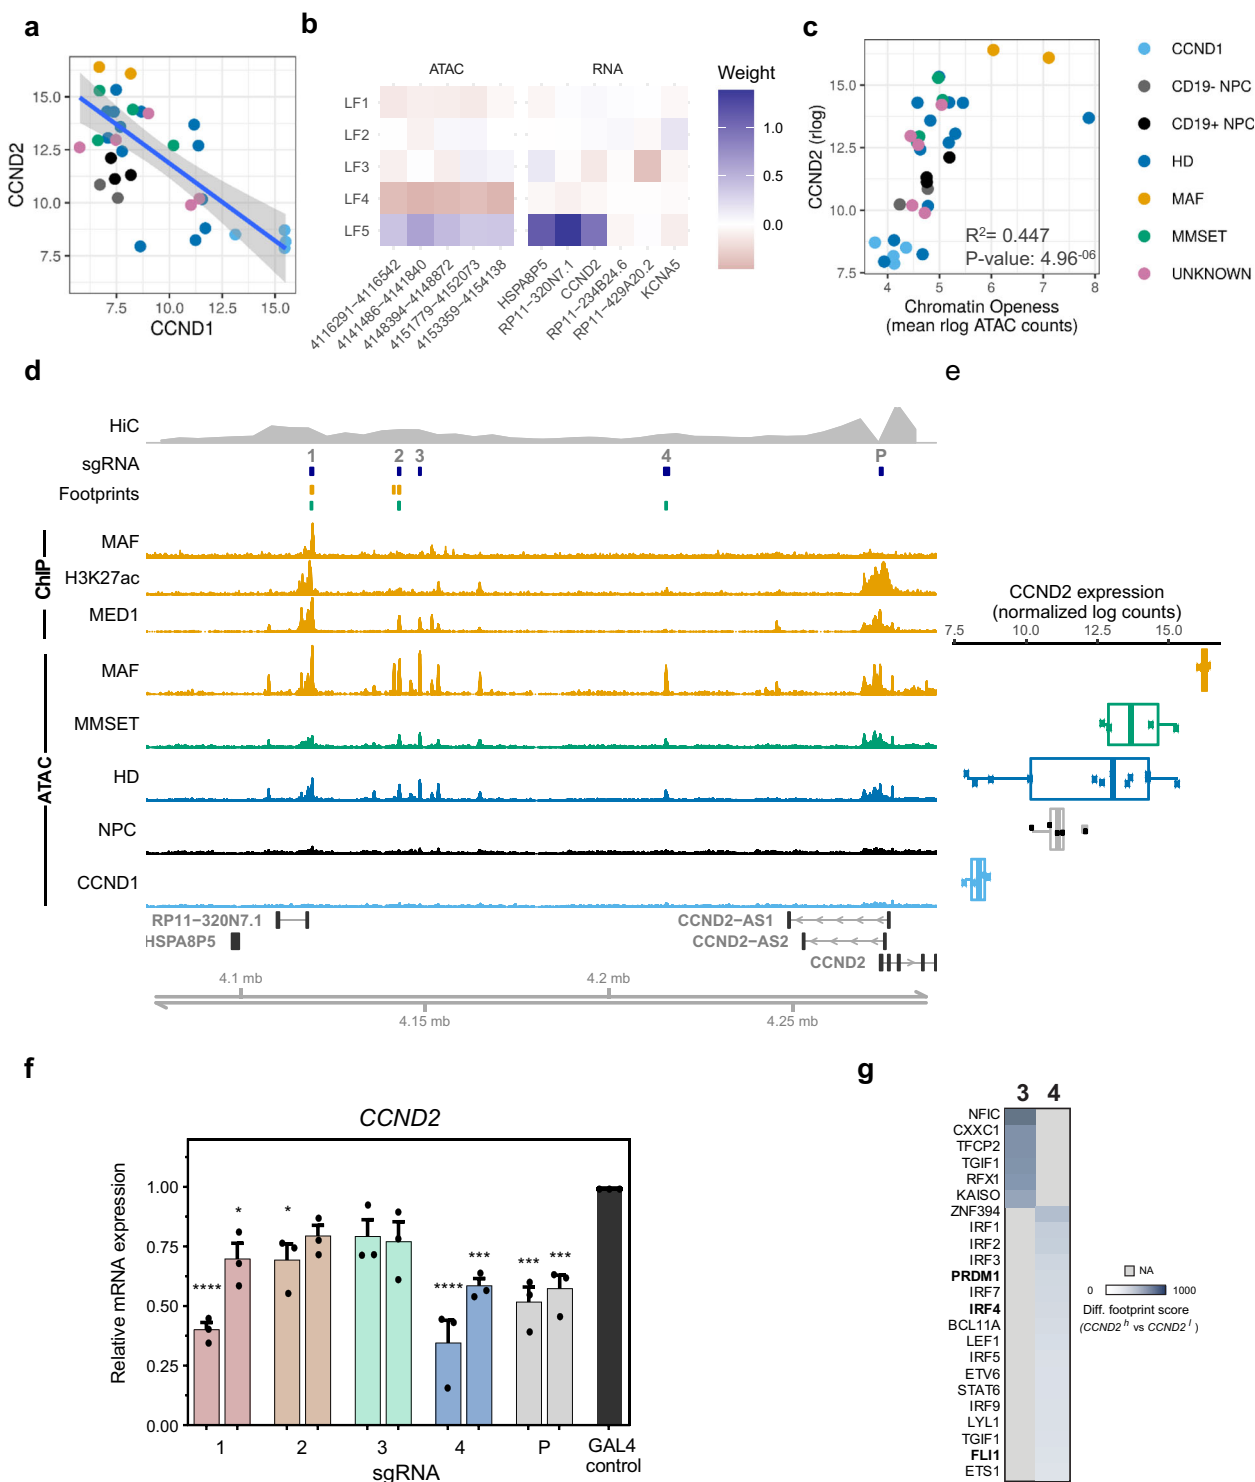 a
CCND2
15.0
12.5
10.0
7.5
7.5
10.0
12.5
15.0
CCND1
b
ATAC
RNA
LF1
LF2
LF3
LF4
LF5
4116291−4116542
4141486−4141840
4148394−4148872
4151779−4152073
4153359−4154138
HSPA8P5
RP11−320N7.1
CCND2
RP11−234B24.6
RP11−429A20.2
KCNA5
Weight
1.0
0.5
0.0
c
CCND2 (rlog)
15.0
12.5
10.0
7.5
R²= 0.447
P-value: 4.96⁻⁰⁶
4
5
6
7
8
Chromatin Openess
(mean rlog ATAC counts)
CCND1
CD19- NPC
CD19+ NPC
HD
MAF
MMSET
UNKNOWN
d
HiC
sgRNA
1
2
3
4
P
Footprints
ChIP
MAF
H3K27ac
MED1
ATAC
MAF
MMSET
HD
NPC
CCND1
RP11−320N7.1
HSPA8P5
CCND2−AS1
CCND2−AS2
CCND2
4.1 mb
4.2 mb
4.15 mb
4.25 mb
e
CCND2 expression
(normalized log counts)
7.5
10.0
12.5
15.0
f
CCND2
Relative mRNA expression
1.00
0.75
0.50
0.25
0.00
****
*
*
****
***
***
***
1
2
3
4
P
GAL4
control
sgRNA
g
3
4
NFIC
CXXC1
TFCP2
TGIF1
RFX1
KAISO
ZNF394
IRF1
IRF2
IRF3
PRDM1
IRF7
IRF4
BCL11A
LEF1
IRF5
ETV6
STAT6
IRF9
LYL1
TGIF1
FLI1
ETS1
NA
0
1000
Diff. footprint score
(CCND2 h vs CCND2 l )